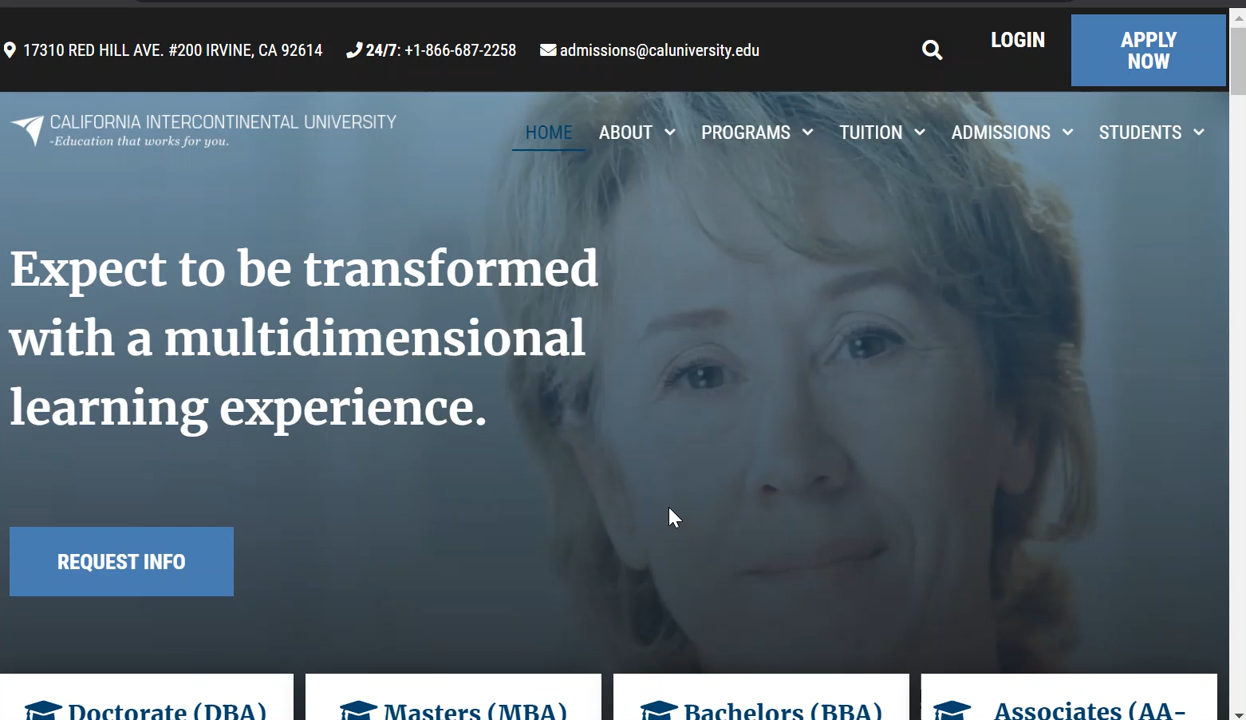 17310 RED HILL AVE. #200 IRVINE, CA 92614 24/7: +1-866-687-2258 admissions@caluniversity.edu LOGIN APPLY NOW
CALIFORNIA INTERCONTINENTAL UNIVERSITY
-Education that works for you.
HOME ABOUT PROGRAMS TUITION ADMISSIONS STUDENTS
Expect to be transformed
with a multidimensional
learning experience.
REQUEST INFO
Doctorate (DBA) Masters (MBA) Bachelors (BBA) Associates (AA-